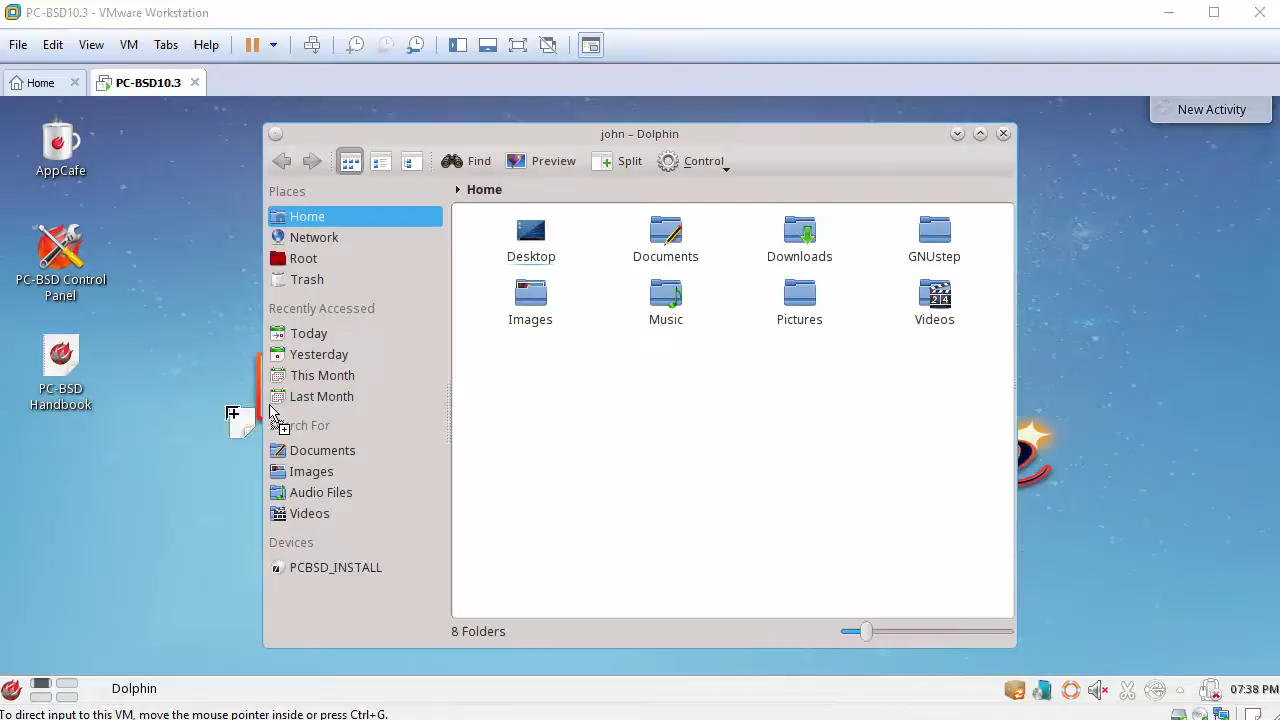 PC-BSD10.3 - VMware Workstation
File Edit View VM Tabs Help
Home PC-BSD10.3
New Activity
AppCafe
PC-BSD Control
Panel
PC-BSD
Handbook
john – Dolphin
Find Preview Split Control
Places
Home
Network
Root
Trash
Recently Accessed
Today
Yesterday
This Month
Last Month
rch For
Documents
Images
Audio Files
Videos
Devices
PCBSD_INSTALL
Home
Desktop Documents Downloads GNUstep
Images Music Pictures Videos
8 Folders
Dolphin
07:38 PM
To direct input to this VM, move the mouse pointer inside or press Ctrl+G.